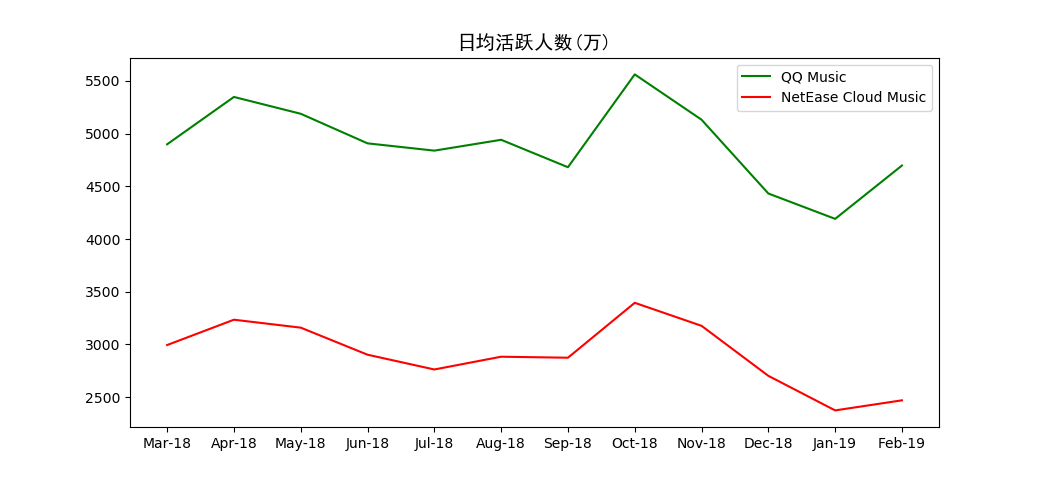 日均活跃人数(万)
QQ Music
NetEase Cloud Music
5500
5000
4500
4000
3500
3000
2500
Mar-18 Apr-18 May-18 Jun-18 Jul-18 Aug-18 Sep-18 Oct-18 Nov-18 Dec-18 Jan-19 Feb-19